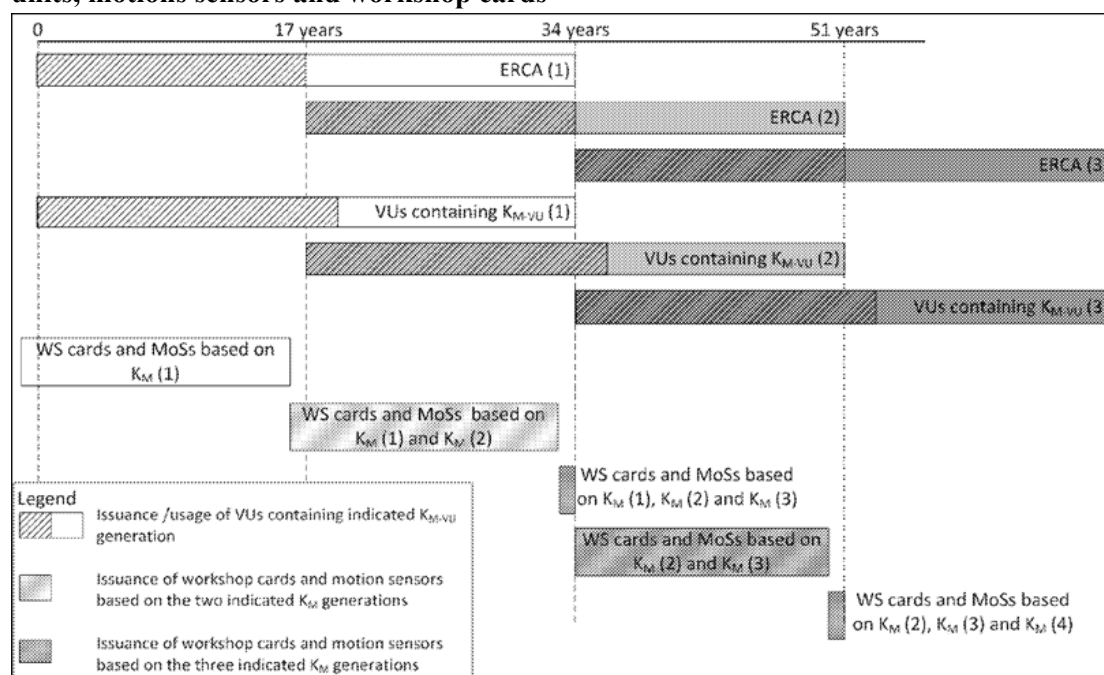 units, motions sensors and workshop cards
0 17 years 34 years 51 years
ERCA (1)
ERCA (2)
ERCA (3
VUs containing KM-VU (1)
VUs containing KM-VU (2)
VUs containing KM-VU (3
WS cards and MoSs based on
KM (1)
WS cards and MoSs based on
KM (1) and KM (2)
WS cards and MoSs based
on KM (1), KM (2) and KM (3)
WS cards and MoSs based on
KM (2) and KM (3)
WS cards and MoSs based
on KM (2), KM (3) and KM (4)
Legend
Issuance /usage of VUs containing indicated KM-VU
generation
Issuance of workshop cards and motion sensors
based on the two indicated KM generations
Issuance of workshop cards and motion sensors
based on the three indicated KM generations